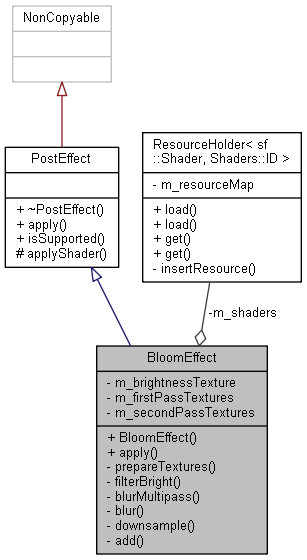 NonCopyable
PostEffect
+ ~PostEffect()
+ apply()
+ isSupported()
# applyShader()
ResourceHolder< sf
::Shader, Shaders::ID >
- m_resourceMap
+ load()
+ load()
+ get()
+ get()
- insertResource()
-m_shaders
BloomEffect
- m_brightnessTexture
- m_firstPassTextures
- m_secondPassTextures
+ BloomEffect()
+ apply()
- prepareTextures()
- filterBright()
- blurMultipass()
- blur()
- downsample()
- add()